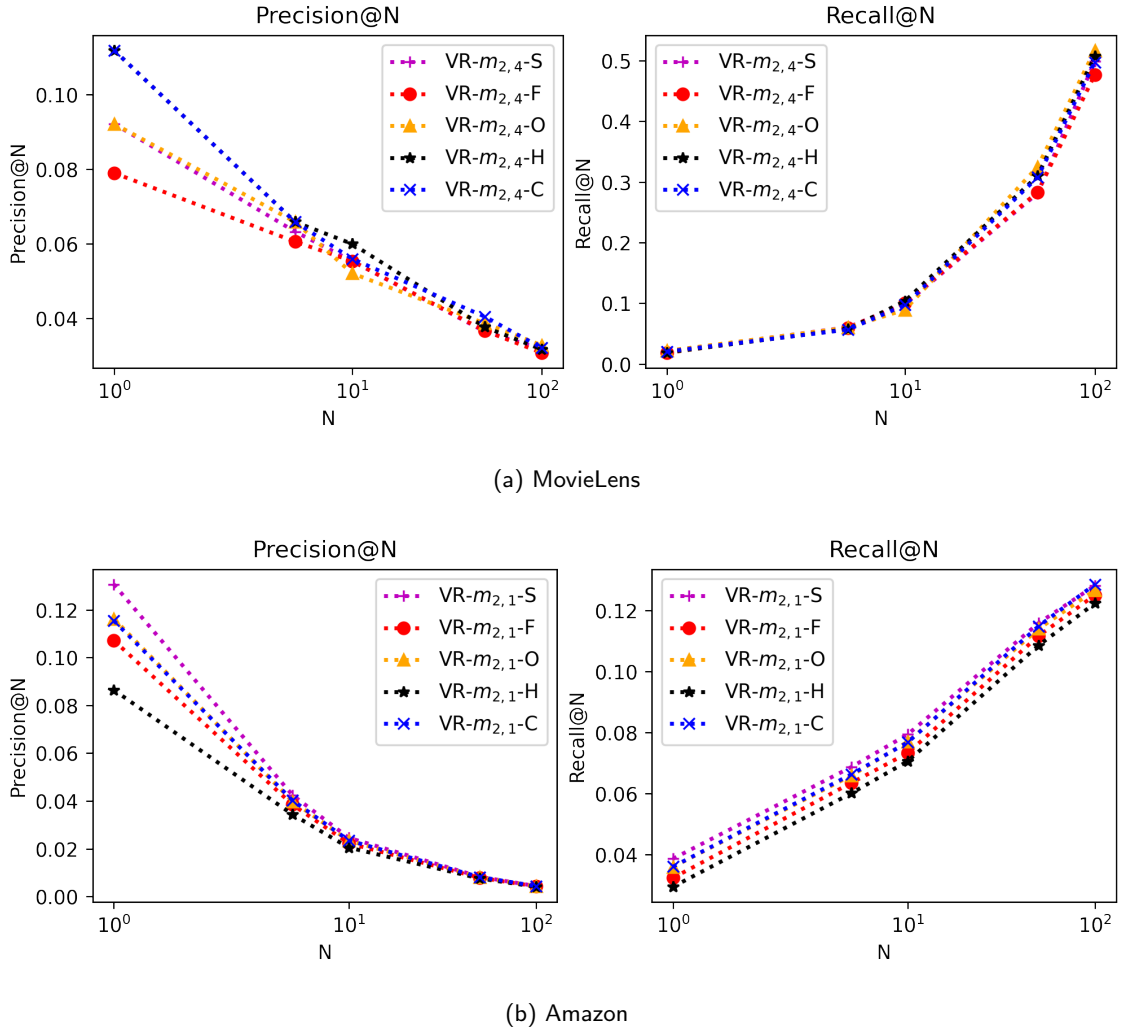 Precision@N
Precision@N
0.10
0.08
0.06
0.04
VR-m2,4-S
VR-m2,4-F
VR-m2,4-O
VR-m2,4-H
VR-m2,4-C
10^0
10^1
10^2
N
Recall@N
Recall@N
0.5
0.4
0.3
0.2
0.1
0.0
VR-m2,4-S
VR-m2,4-F
VR-m2,4-O
VR-m2,4-H
VR-m2,4-C
10^0
10^1
10^2
N
(a) MovieLens
Precision@N
Precision@N
0.12
0.10
0.08
0.06
0.04
0.02
0.00
VR-m2,1-S
VR-m2,1-F
VR-m2,1-O
VR-m2,1-H
VR-m2,1-C
10^0
10^1
10^2
N
Recall@N
Recall@N
0.12
0.10
0.08
0.06
0.04
VR-m2,1-S
VR-m2,1-F
VR-m2,1-O
VR-m2,1-H
VR-m2,1-C
10^0
10^1
10^2
N
(b) Amazon